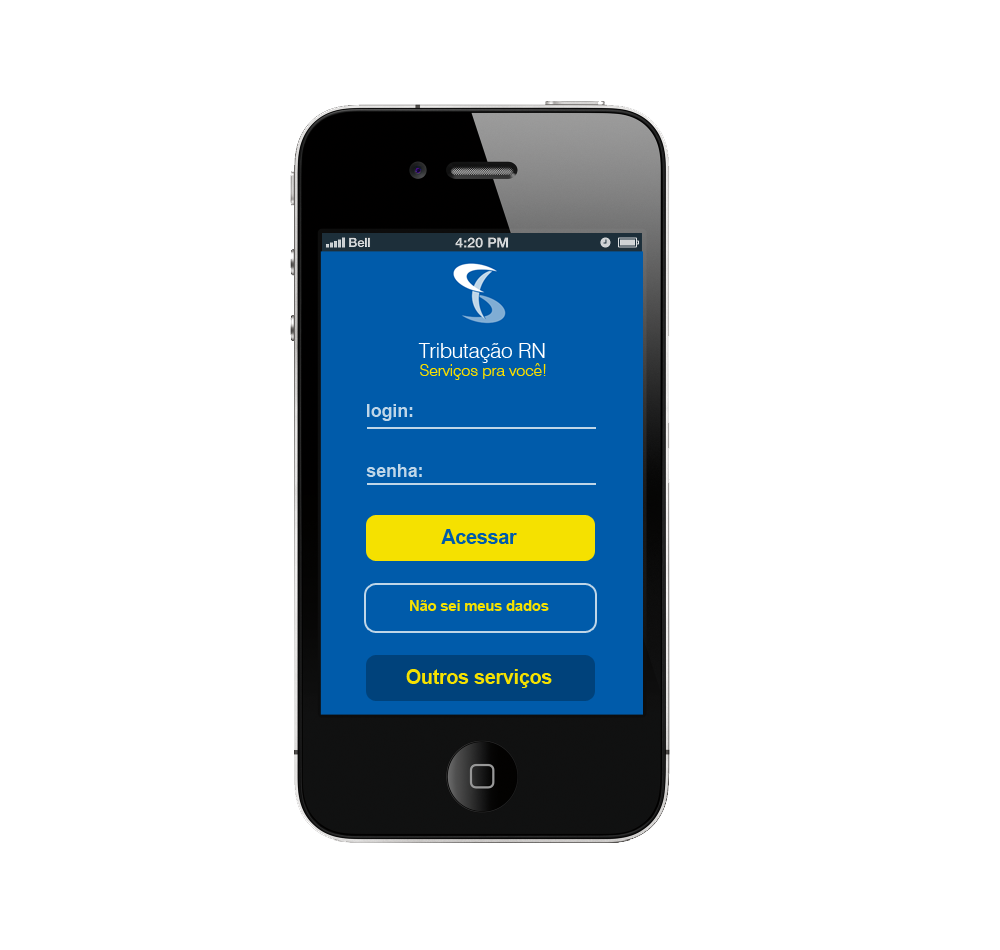 Bell 4:20 PM
Tributação RN
Serviços pra você!
login:
senha:
Acessar
Não sei meus dados
Outros serviços